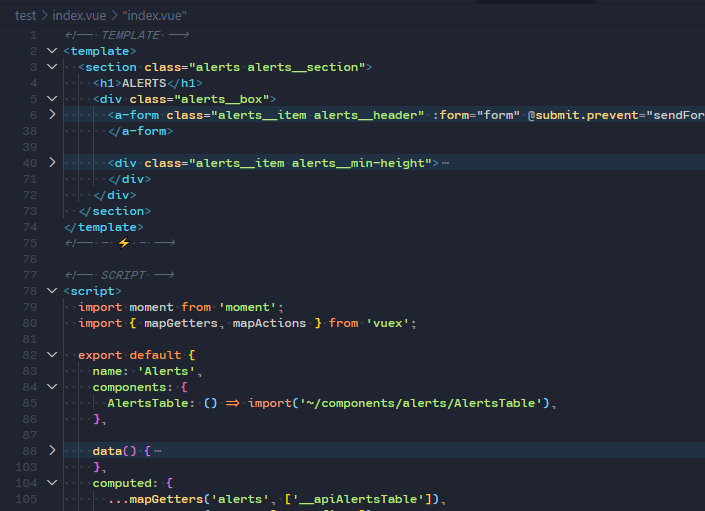 test > index.vue > "index.vue"
1 <!-- TEMPLATE -->
2 <template>
3 <section class="alerts alerts__section">
4 <h1>ALERTS</h1>
5 <div class="alerts__box">
6 <a-form class="alerts__item alerts__header" :form="form" @submit.prevent="sendFor
38 </a-form>
39
40 <div class="alerts__item alerts__min-height">…
71 </div>
72 </div>
73 </section>
74 </template>
75 <!-- - ⚡ - -->
76
77 <!-- SCRIPT -->
78 <script>
79 import moment from 'moment';
80 import { mapGetters, mapActions } from 'vuex';
81
82 export default {
83 name: 'Alerts',
84 components: {
85 AlertsTable: () => import('~/components/alerts/AlertsTable'),
86 },
87
88 data() {…
103 },
104 computed: {
105 ...mapGetters('alerts', ['__apiAlertsTable']),